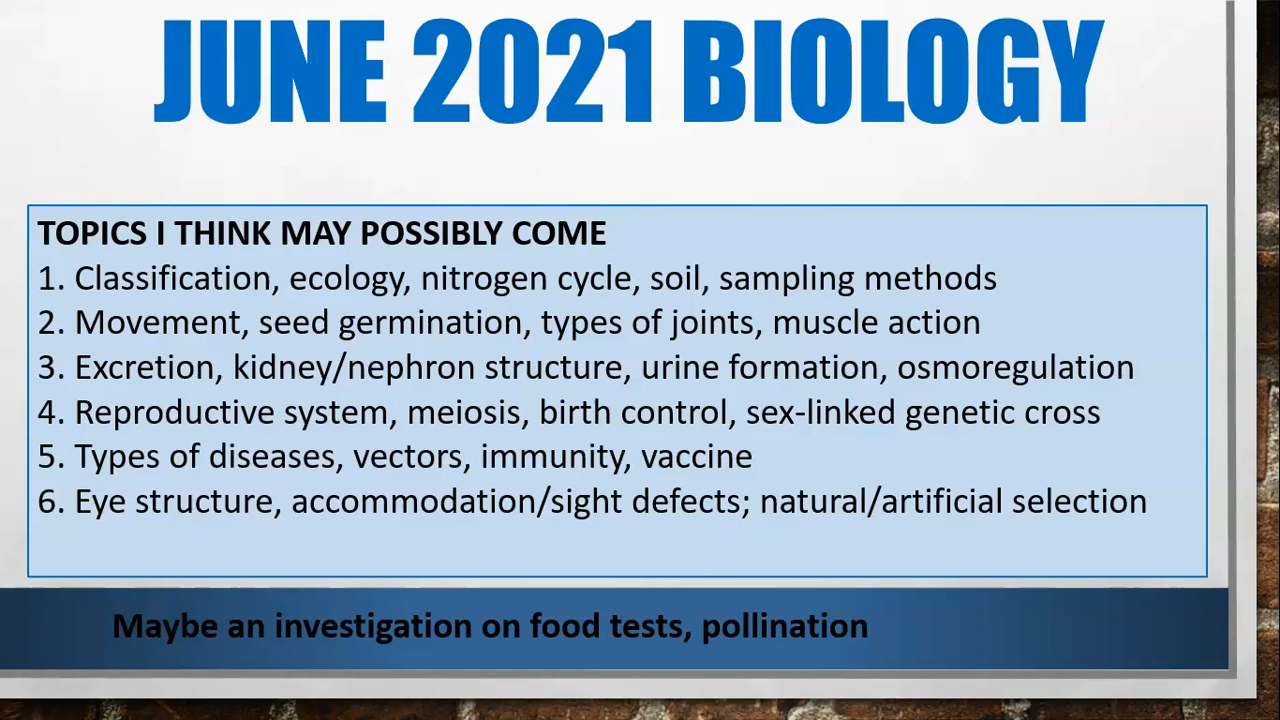 JUNE 2021 BIOLOGY
TOPICS I THINK MAY POSSIBLY COME
1. Classification, ecology, nitrogen cycle, soil, sampling methods
2. Movement, seed germination, types of joints, muscle action
3. Excretion, kidney/nephron structure, urine formation, osmoregulation
4. Reproductive system, meiosis, birth control, sex-linked genetic cross
5. Types of diseases, vectors, immunity, vaccine
6. Eye structure, accommodation/sight defects; natural/artificial selection
Maybe an investigation on food tests, pollination